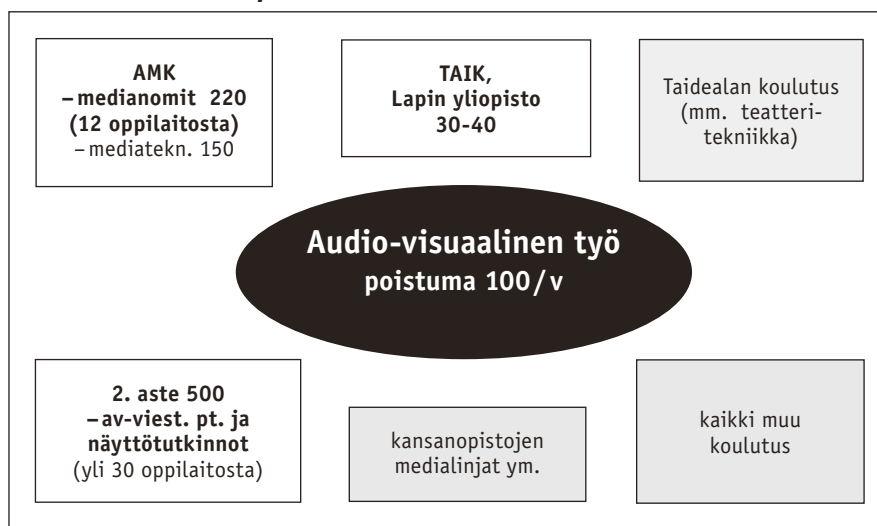 AMK
– medianomit 220
(12 oppilaitosta)
– mediatekn. 150
TAIK,
Lapin yliopisto
30-40
Taidealan koulutus
(mm. teatteri-
tekniikka)
Audio-visuaalinen työ
poistuma 100/v
2. aste 500
– av-viest. pt. ja
näyttötutkinnot
(yli 30 oppilaitosta)
kansanopistojen
medialinjat ym.
kaikki muu
koulutus